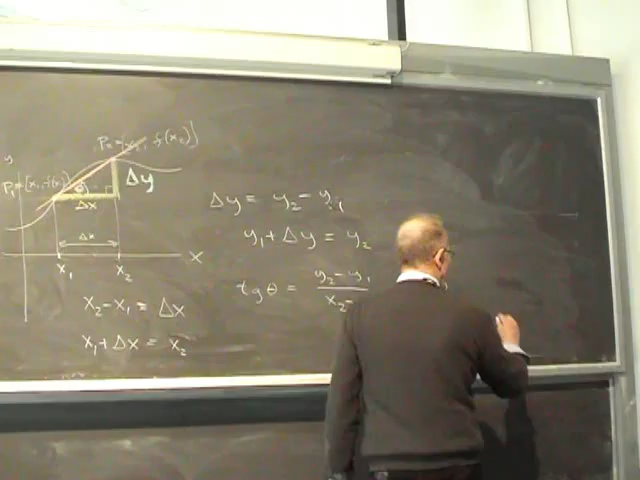 y
P₂=[x₂, f(x₂)]
P₁=[x₁, f(x₁)]
θ
Δy
Δx
Δx
x
x₁ x₂
x₂-x₁ = Δx
x₁+Δx = x₂
Δy = y₂-y₁
y₁+Δy = y₂
tgθ = y₂-y₁ / x₂-